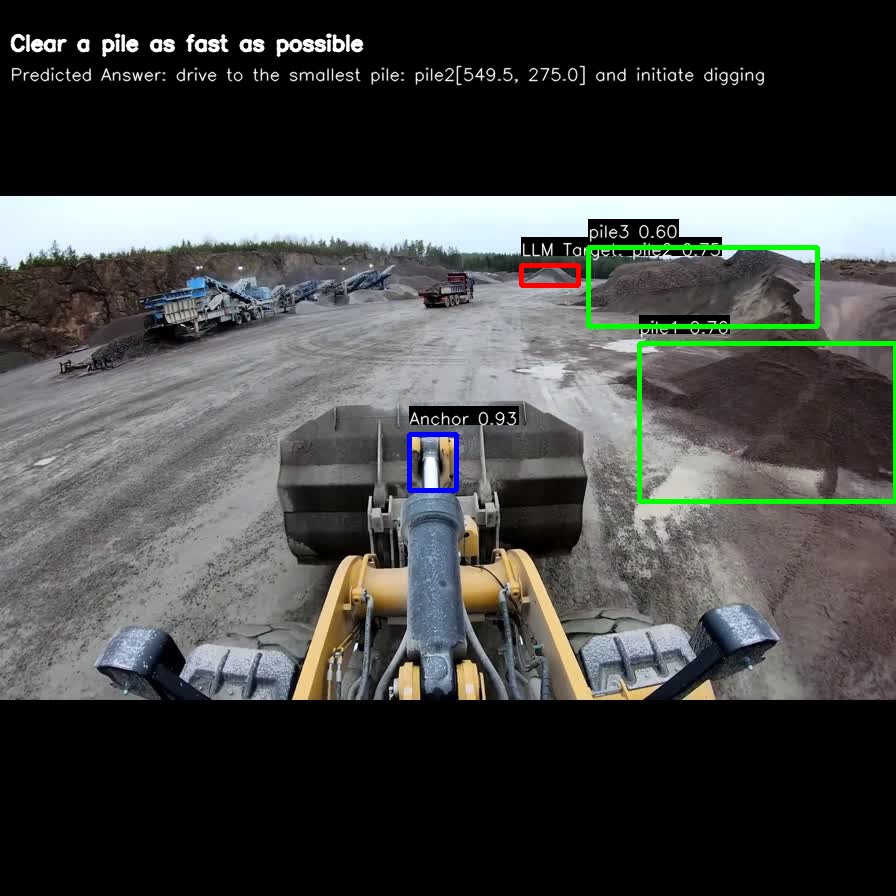 Clear a pile as fast as possible
Predicted Answer: drive to the smallest pile: pile2[549.5, 275.0] and initiate digging
pile3 0.60
LLM Target: pile2 0.75
pile1 0.76
Anchor 0.93